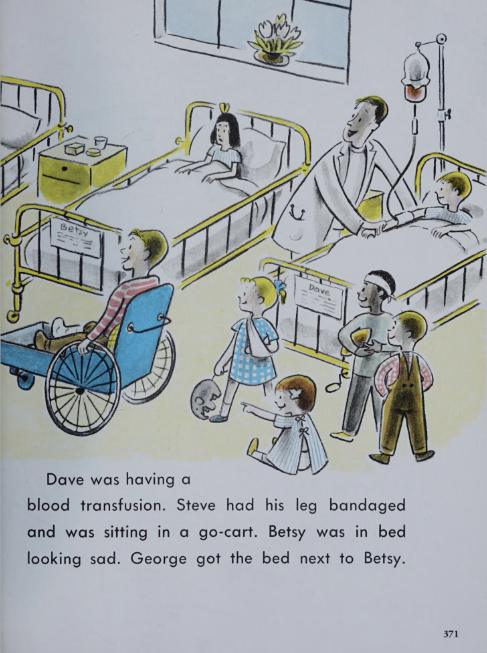 Betsy
Dave
Dave was having a
blood transfusion. Steve had his leg bandaged
and was sitting in a go-cart. Betsy was in bed
looking sad. George got the bed next to Betsy.
371